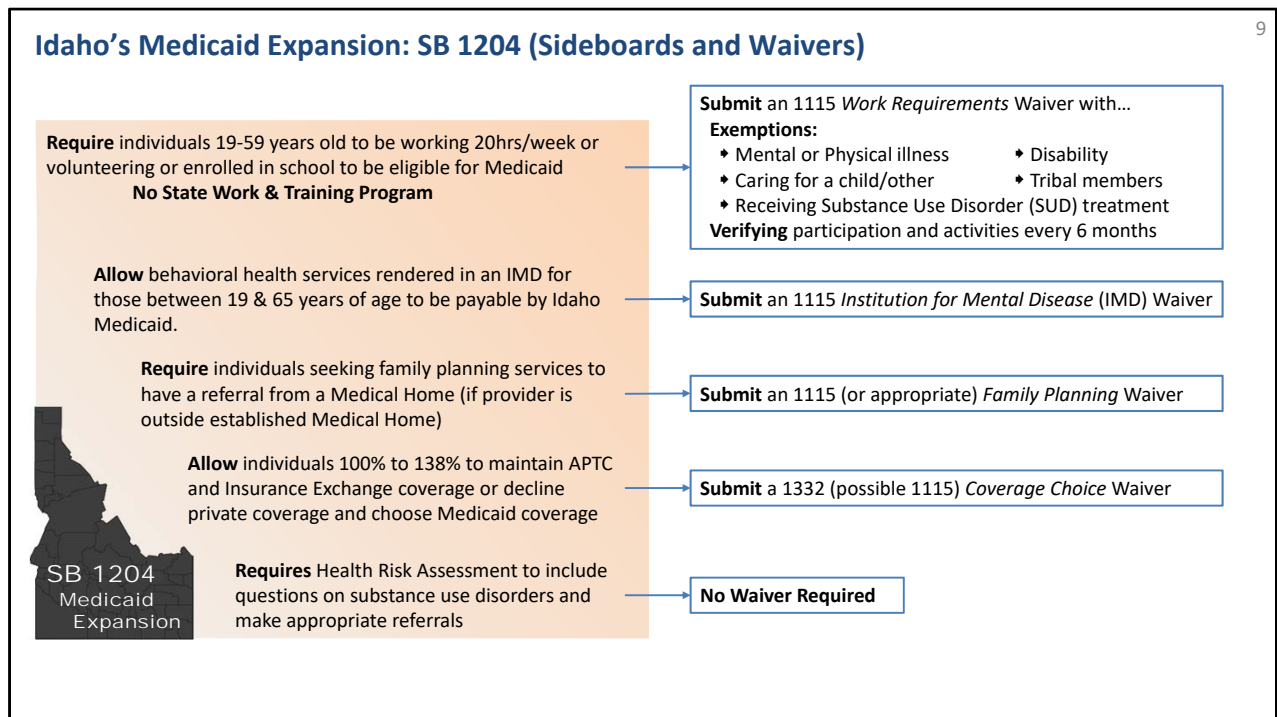 9
Idaho's Medicaid Expansion: SB 1204 (Sideboards and Waivers)
Require individuals 19-59 years old to be working 20hrs/week or
volunteering or enrolled in school to be eligible for Medicaid
No State Work & Training Program
Submit an 1115 Work Requirements Waiver with…
Exemptions:
➧ Mental or Physical illness ➧ Disability
➧ Caring for a child/other ➧ Tribal members
➧ Receiving Substance Use Disorder (SUD) treatment
Verifying participation and activities every 6 months
Allow behavioral health services rendered in an IMD for
those between 19 & 65 years of age to be payable by Idaho
Medicaid.
Submit an 1115 Institution for Mental Disease (IMD) Waiver
Require individuals seeking family planning services to
have a referral from a Medical Home (if provider is
outside established Medical Home)
Submit an 1115 (or appropriate) Family Planning Waiver
Allow individuals 100% to 138% to maintain APTC
and Insurance Exchange coverage or decline
private coverage and choose Medicaid coverage
Submit a 1332 (possible 1115) Coverage Choice Waiver
Requires Health Risk Assessment to include
questions on substance use disorders and
make appropriate referrals
No Waiver Required
SB 1204
Medicaid
Expansion